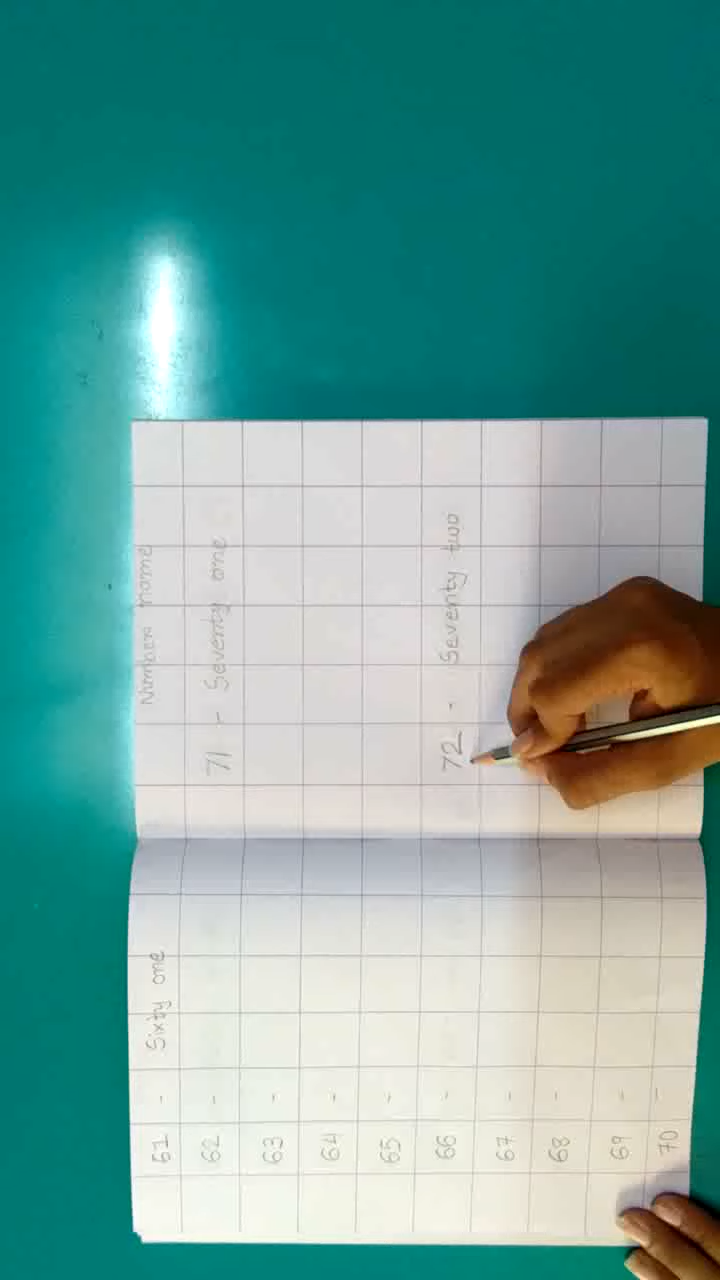 61 - Sixty one
62 -
63 -
64 -
65 -
66 -
67 -
68 -
69 -
70 -
Number name
71 - Seventy one
72 - Seventy two